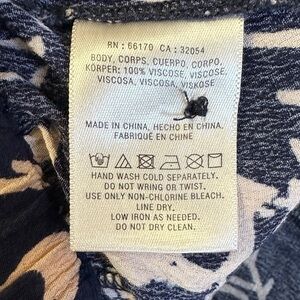 RN : 66170 CA : 32054
BODY, CORPS, CUERPO, CORPO,
KÖRPER: 100% VISCOSE, VISCOSE,
VISCOSA, VISCOSA, VISKOSE
MADE IN CHINA, HECHO EN CHINA,
FABRIQUÉ EN CHINE
HAND WASH COLD SEPARATELY.
DO NOT WRING OR TWIST.
USE ONLY NON-CHLORINE BLEACH.
LINE DRY.
LOW IRON AS NEEDED.
DO NOT DRY CLEAN.